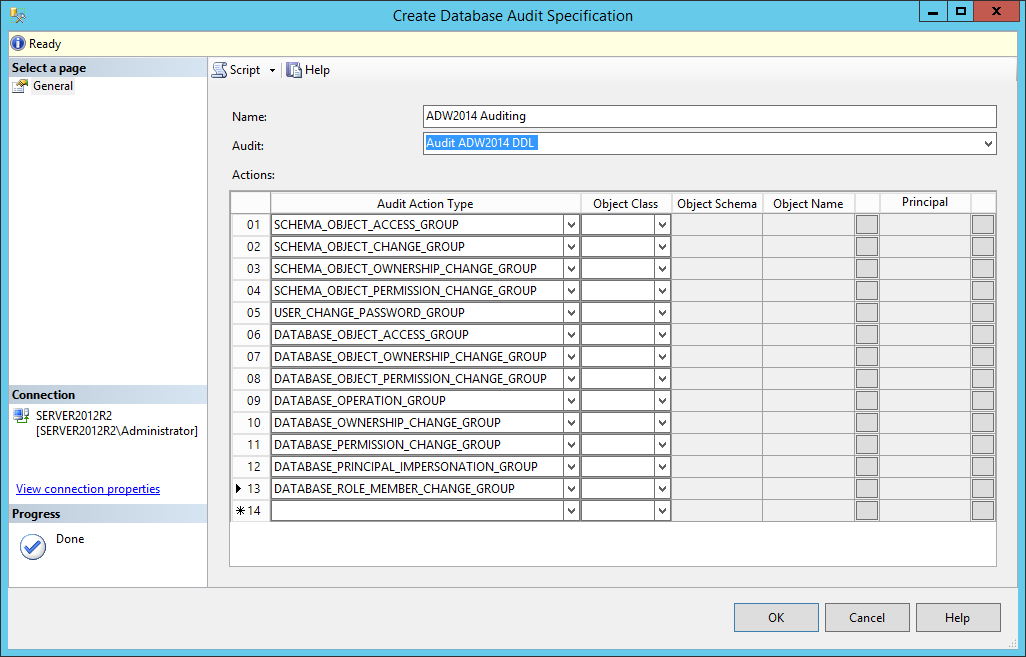 Create Database Audit Specification
Ready
Select a page
General
Script
Help
Name:
ADW2014 Auditing
Audit:
Audit ADW2014 DDL
Actions:
Audit Action Type Object Class Object Schema Object Name Principal
01 SCHEMA_OBJECT_ACCESS_GROUP
02 SCHEMA_OBJECT_CHANGE_GROUP
03 SCHEMA_OBJECT_OWNERSHIP_CHANGE_GROUP
04 SCHEMA_OBJECT_PERMISSION_CHANGE_GROUP
05 USER_CHANGE_PASSWORD_GROUP
06 DATABASE_OBJECT_ACCESS_GROUP
07 DATABASE_OBJECT_OWNERSHIP_CHANGE_GROUP
08 DATABASE_OBJECT_PERMISSION_CHANGE_GROUP
09 DATABASE_OPERATION_GROUP
10 DATABASE_OWNERSHIP_CHANGE_GROUP
11 DATABASE_PERMISSION_CHANGE_GROUP
12 DATABASE_PRINCIPAL_IMPERSONATION_GROUP
13 DATABASE_ROLE_MEMBER_CHANGE_GROUP
*14
Connection
SERVER2012R2
[SERVER2012R2\Administrator]
View connection properties
Progress
Done
OK
Cancel
Help